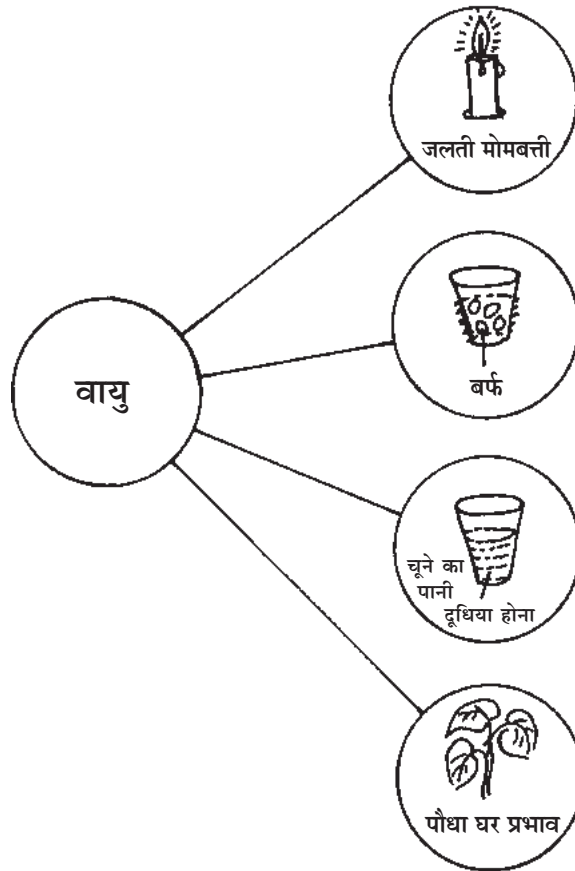 जलती मोमबत्ती
वायु
बर्फ
चूने का
पानी
दूधिया होना
पौधा घर प्रभाव